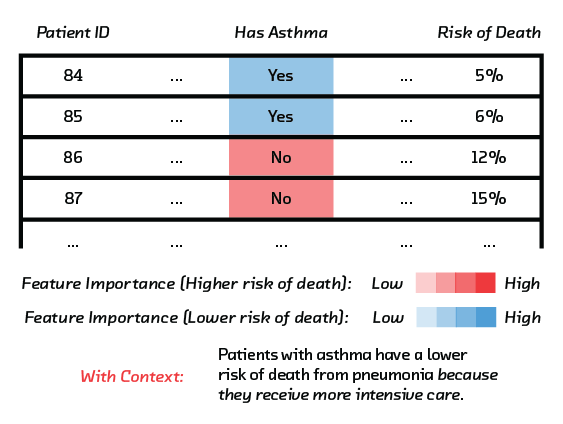 Patient ID Has Asthma Risk of Death
84 ... Yes ... 5%
85 ... Yes ... 6%
86 ... No ... 12%
87 ... No ... 15%
... ... ... ... ...
Feature Importance (Higher risk of death): Low High
Feature Importance (Lower risk of death): Low High
With Context:
Patients with asthma have a lower
risk of death from pneumonia because
they receive more intensive care.